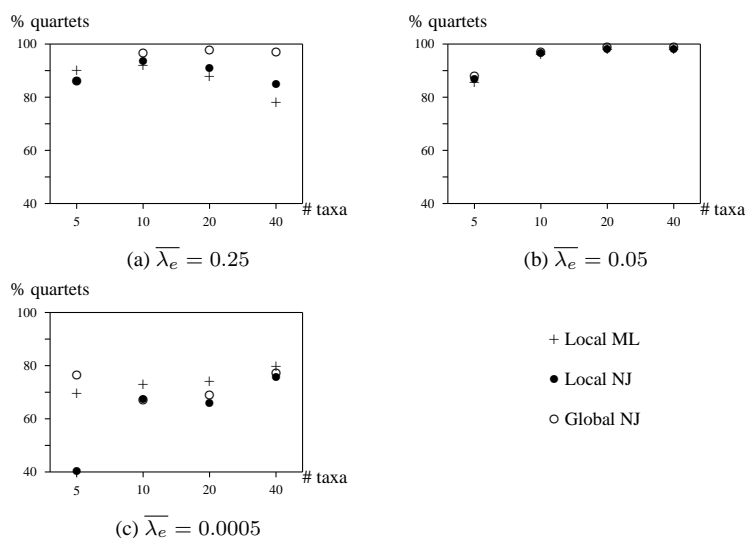 % quartets
100
80
60
40
5 10 20 40
# taxa
(a) λ̅ₑ̅ = 0.25
% quartets
100
80
60
40
5 10 20 40
# taxa
(b) λ̅ₑ̅ = 0.05
% quartets
100
80
60
40
5 10 20 40
# taxa
(c) λ̅ₑ̅ = 0.0005
+ Local ML
● Local NJ
○ Global NJ